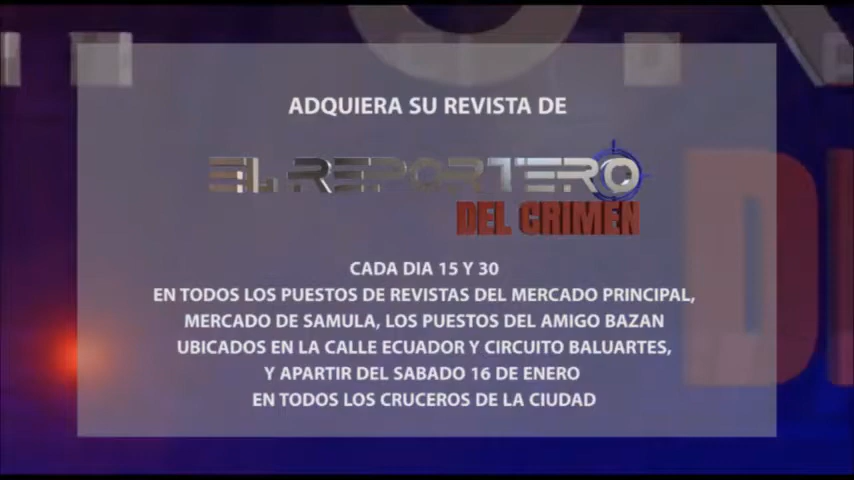 ADQUIERA SU REVISTA DE
EL REPORTERO
DEL CRIMEN
CADA DIA 15 Y 30
EN TODOS LOS PUESTOS DE REVISTAS DEL MERCADO PRINCIPAL,
MERCADO DE SAMULA, LOS PUESTOS DEL AMIGO BAZAN
UBICADOS EN LA CALLE ECUADOR Y CIRCUITO BALUARTES,
Y APARTIR DEL SABADO 16 DE ENERO
EN TODOS LOS CRUCEROS DE LA CIUDAD